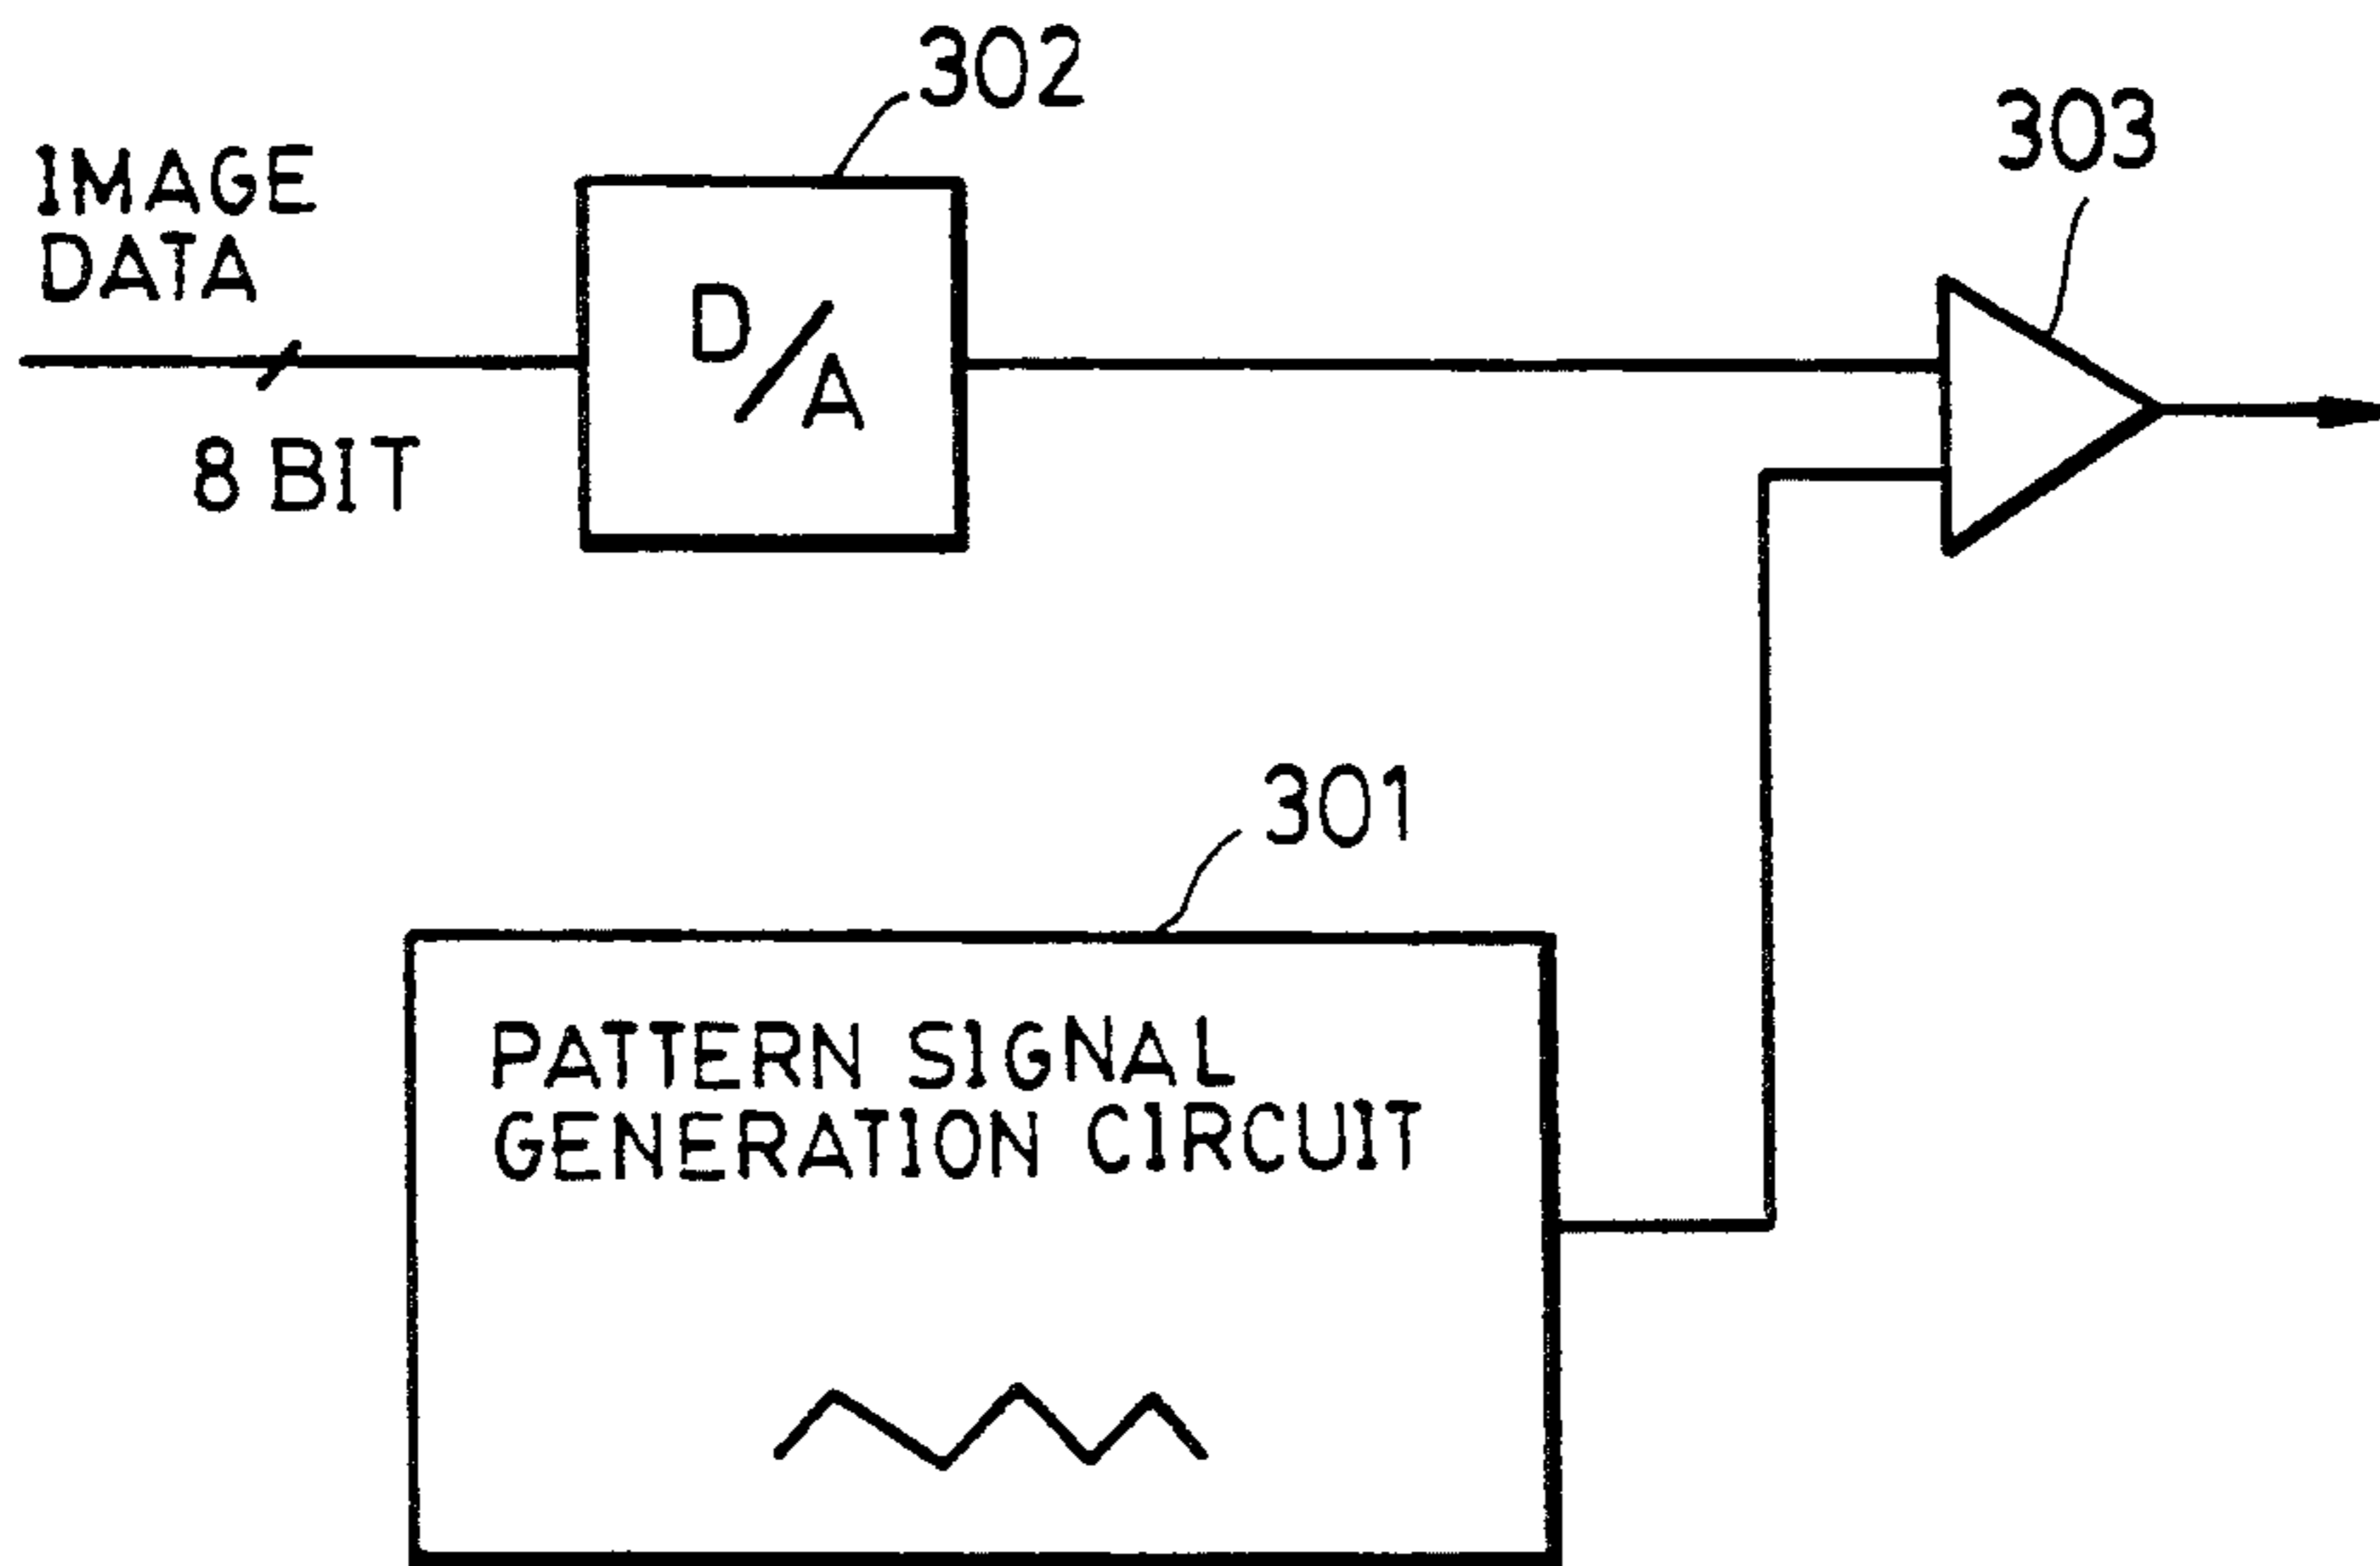 302
303
IMAGE
DATA
D/A
8 BIT
301
PATTERN SIGNAL
GENERATION CIRCUIT